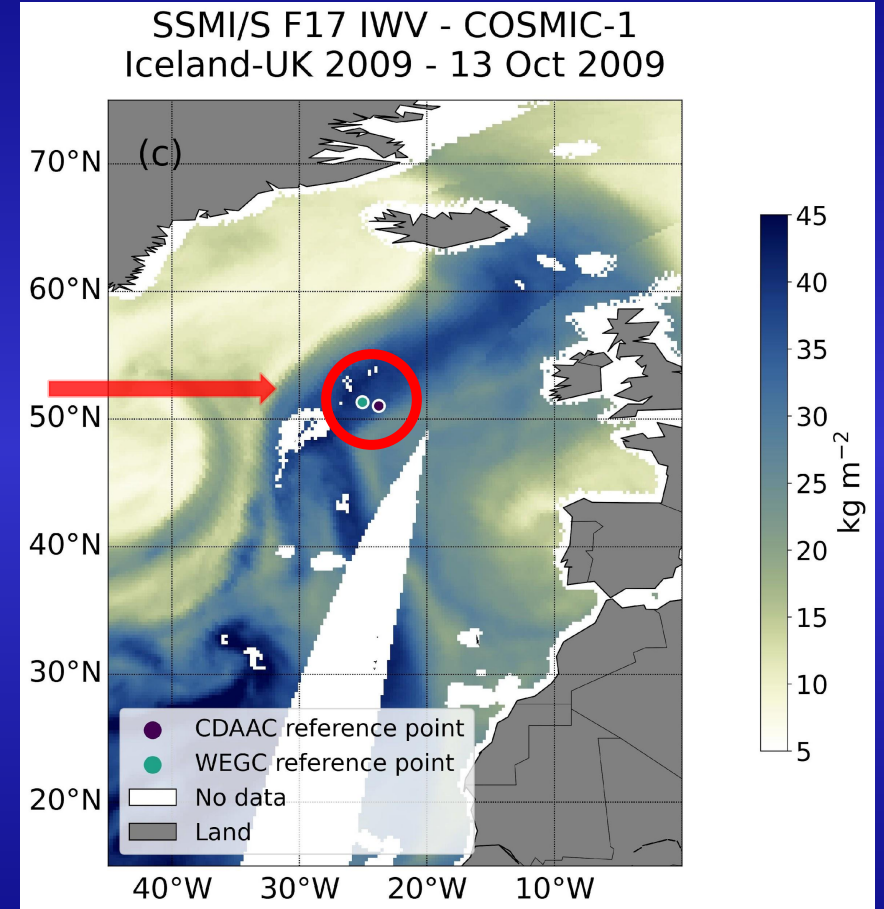 SSMI/S F17 IWV - COSMIC-1
Iceland-UK 2009 - 13 Oct 2009
(c)
70°N
60°N
50°N
40°N
30°N
20°N
40°W 30°W 20°W 10°W
CDAAC reference point
WEGC reference point
No data
Land
45
40
35
30
25
20
15
10
5
kg m⁻²